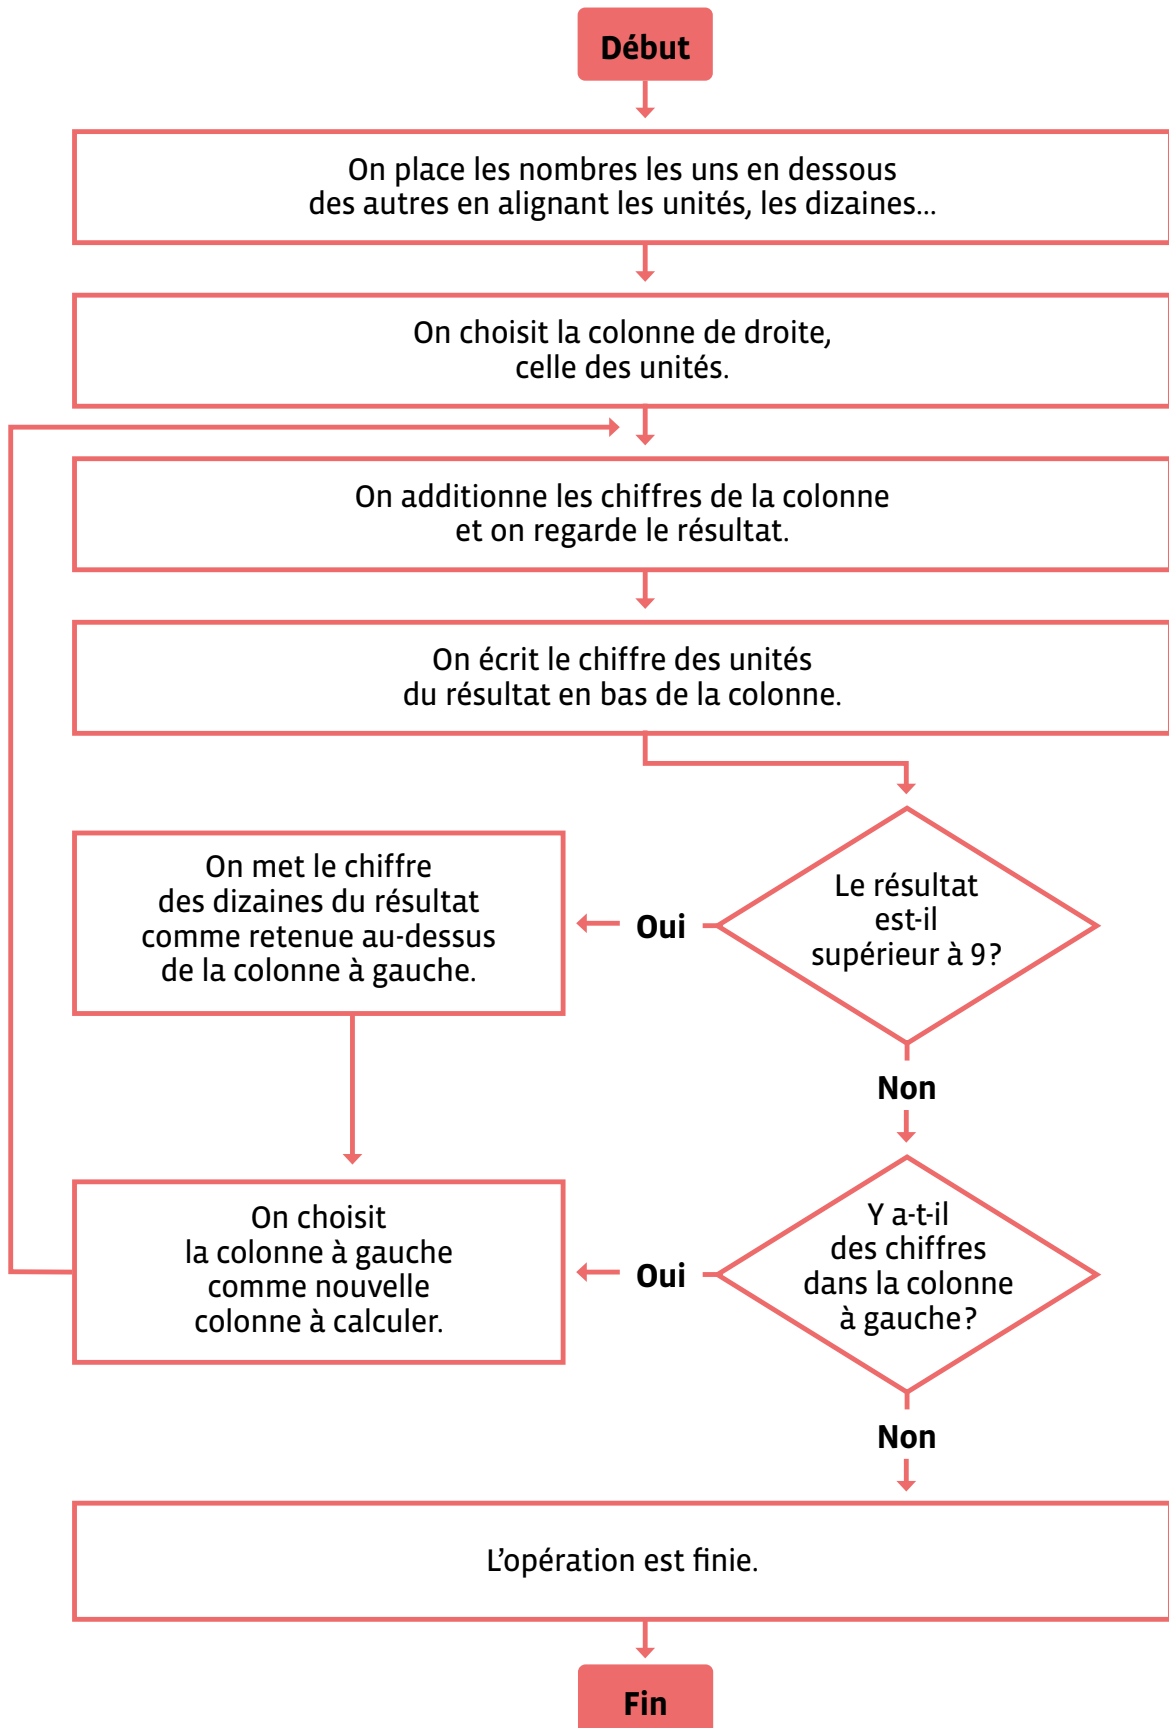 Début
On place les nombres les uns en dessous
des autres en alignant les unités, les dizaines...
On choisit la colonne de droite,
celle des unités.
On additionne les chiffres de la colonne
et on regarde le résultat.
On écrit le chiffre des unités
du résultat en bas de la colonne.
Le résultat
est-il
supérieur à 9 ?
Oui
On met le chiffre
des dizaines du résultat
comme retenue au-dessus
de la colonne à gauche.
Non
Y a-t-il
des chiffres
dans la colonne
à gauche ?
Oui
On choisit
la colonne à gauche
comme nouvelle
colonne à calculer.
Non
L’opération est finie.
Fin